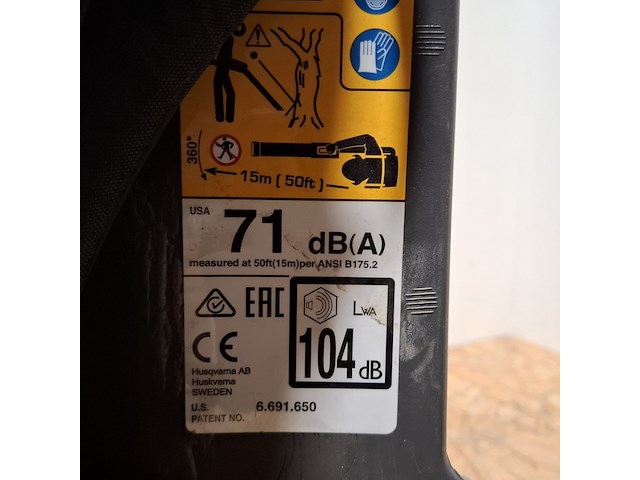 360°
15m ( 50ft )
USA 71 dB(A)
measured at 50ft(15m)per ANSI B175.2
EAC LWA
CE 104 dB
Husqvarna AB
Huskvarna
SWEDEN
U.S.
PATENT NO. 6.691.650